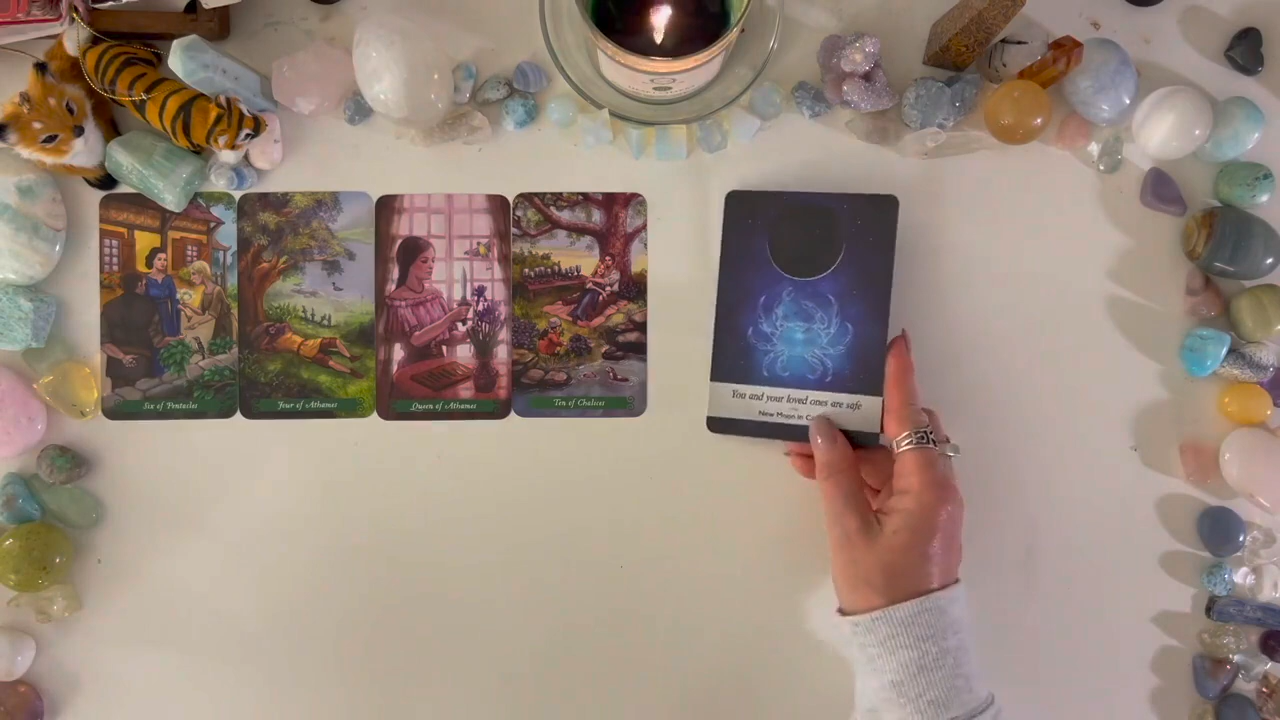 Six of Pentacles
Four of Athames
Queen of Athames
Ten of Chalices
You and your loved ones are safe
New Moon in